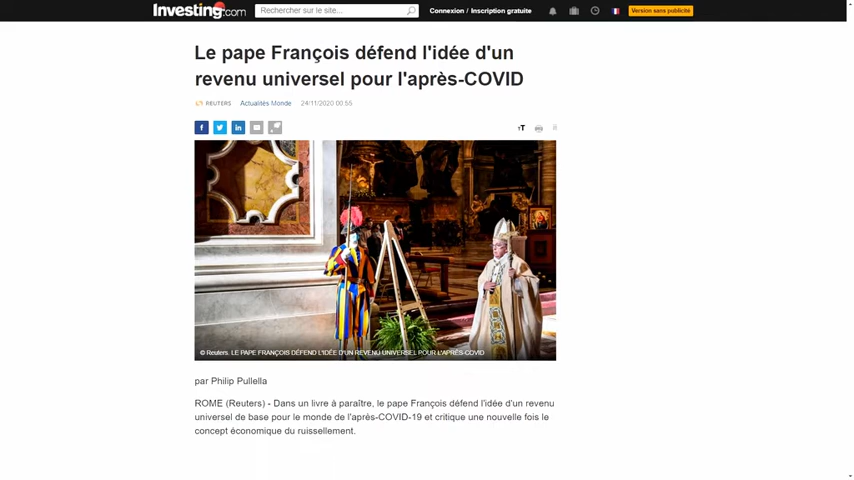 Investing.com
Rechercher sur le site...
Connexion / Inscription gratuite
Version sans publicité
Le pape François défend l'idée d'un
revenu universel pour l'après-COVID
REUTERS Actualités Monde 24/11/2020 00:55
© Reuters. LE PAPE FRANÇOIS DÉFEND L'IDÉE D'UN REVENU UNIVERSEL POUR L'APRÈS-COVID
par Philip Pullella
ROME (Reuters) - Dans un livre à paraître, le pape François défend l'idée d'un revenu
universel de base pour le monde de l'après-COVID-19 et critique une nouvelle fois le
concept économique du ruissellement.